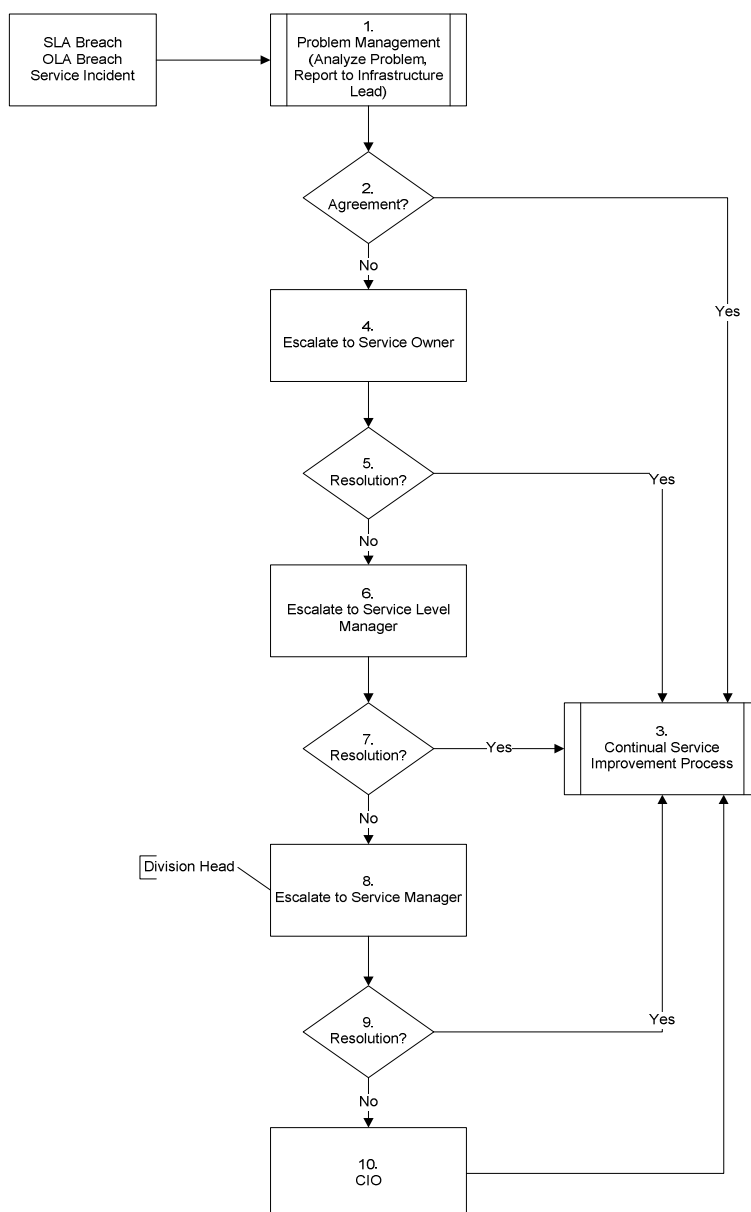 SLA Breach
OLA Breach
Service Incident
1.
Problem Management
(Analyze Problem,
Report to Infrastructure
Lead)
2.
Agreement?
No
Yes
4.
Escalate to Service Owner
5.
Resolution?
Yes
No
6.
Escalate to Service Level
Manager
7.
Resolution?
Yes
3.
Continual Service
Improvement Process
No
Division Head
8.
Escalate to Service Manager
9.
Resolution?
Yes
No
10.
CIO